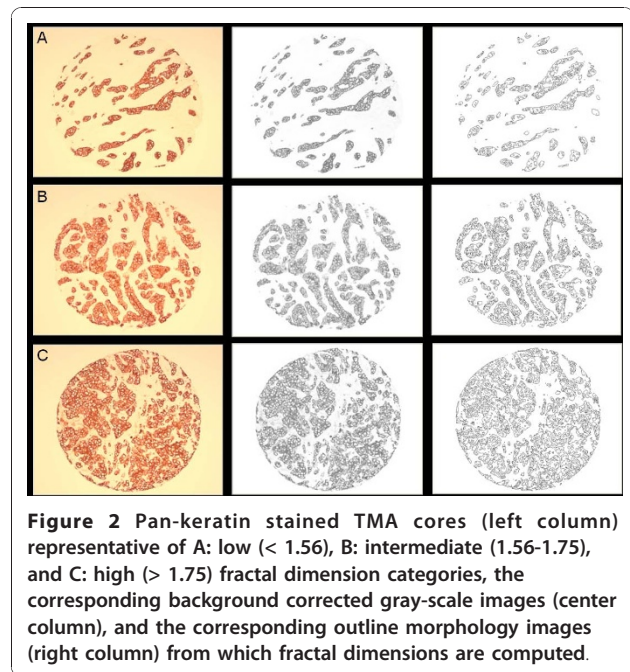 A
B
C
Figure 2 Pan-keratin stained TMA cores (left column)
representative of A: low (< 1.56), B: intermediate (1.56-1.75),
and C: high (> 1.75) fractal dimension categories, the
corresponding background corrected gray-scale images (center
column), and the corresponding outline morphology images
(right column) from which fractal dimensions are computed.